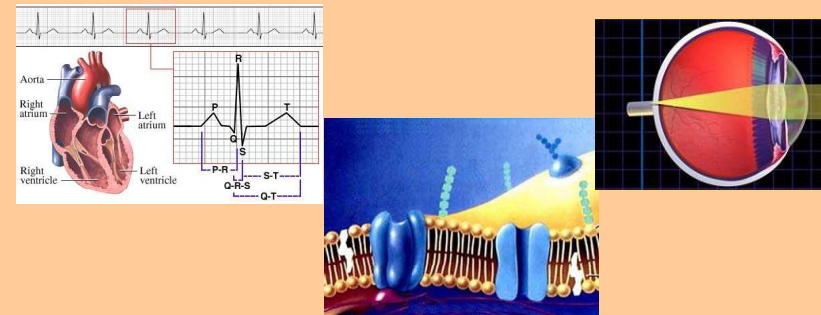 Aorta
Right
atrium
Left
atrium
Right
ventricle
Left
ventricle
R
P
T
Q
S
P-R
S-T
Q-R-S
Q-T